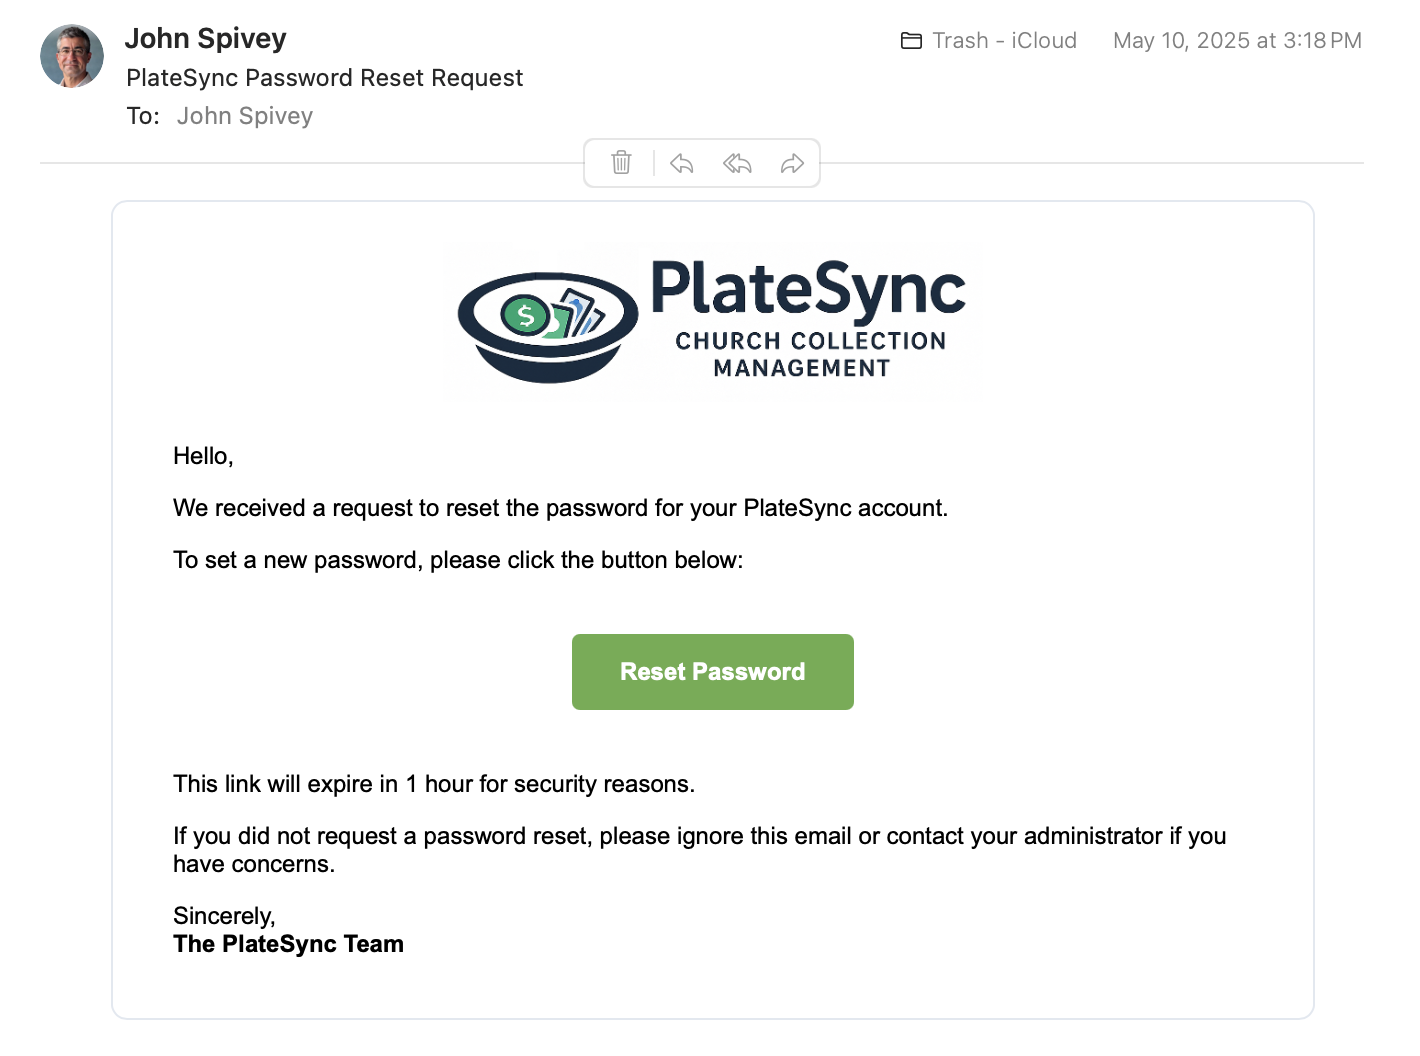 John Spivey
Trash - iCloud
May 10, 2025 at 3:18 PM
PlateSync Password Reset Request
To: John Spivey
$
PlateSync
CHURCH COLLECTION
MANAGEMENT
Hello,
We received a request to reset the password for your PlateSync account.
To set a new password, please click the button below:
Reset Password
This link will expire in 1 hour for security reasons.
If you did not request a password reset, please ignore this email or contact your administrator if you
have concerns.
Sincerely,
The PlateSync Team